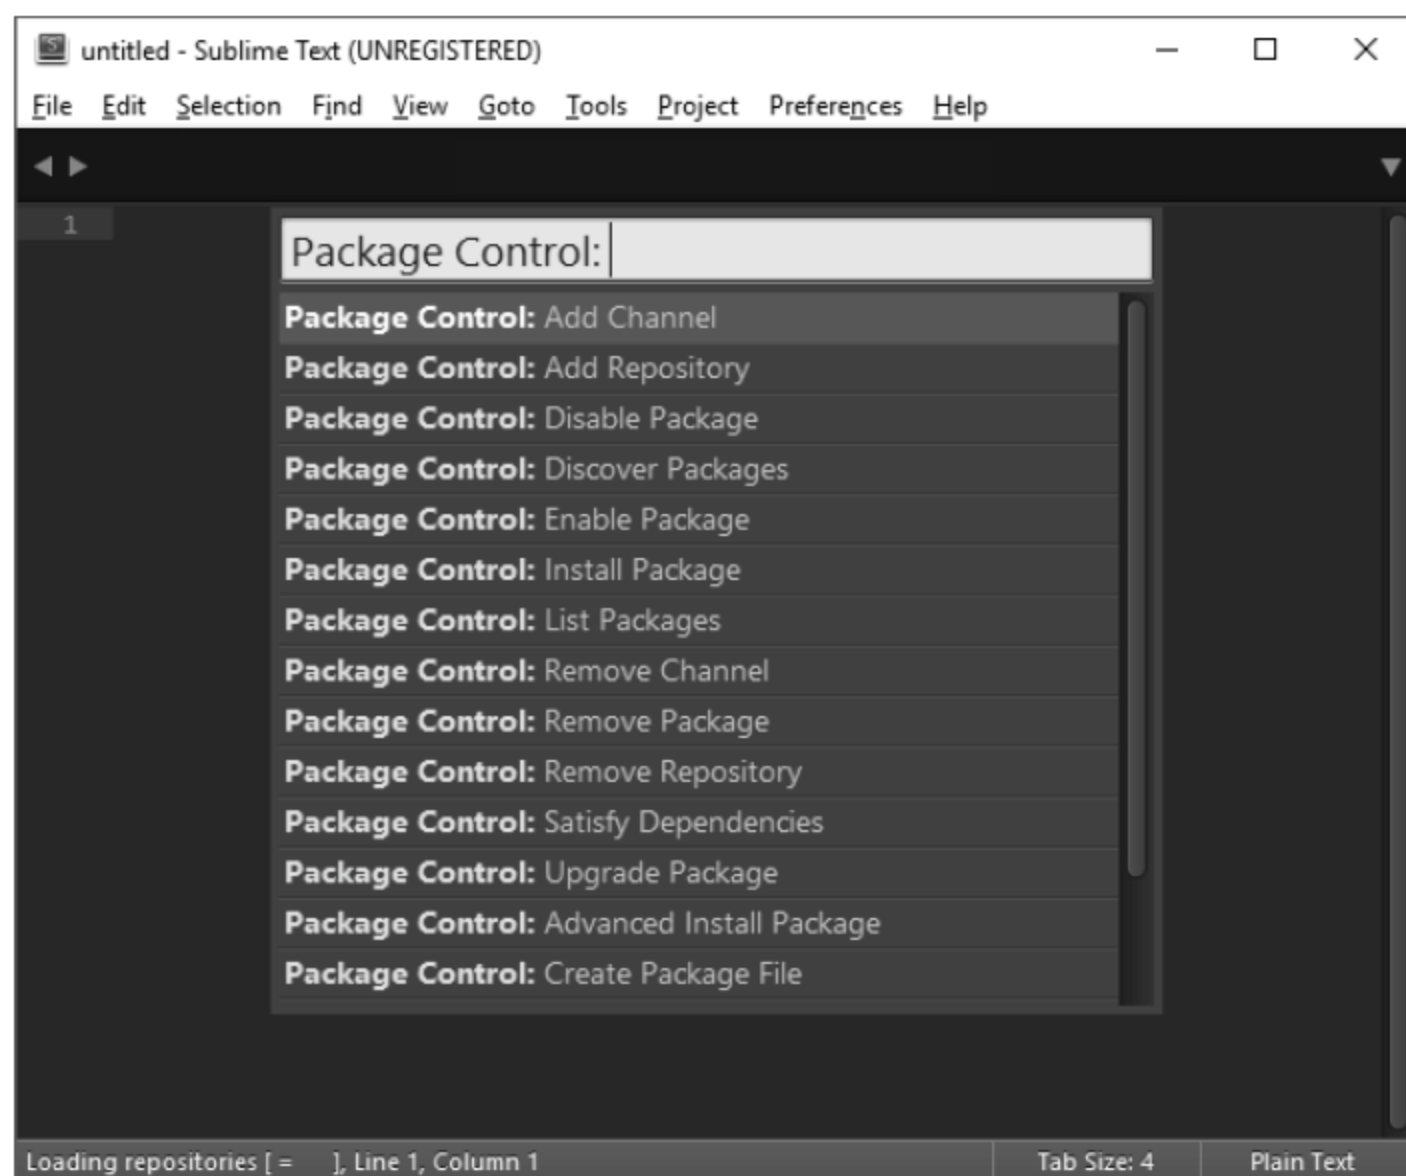 untitled - Sublime Text (UNREGISTERED)
File Edit Selection Find View Goto Tools Project Preferences Help
1
Package Control:
Package Control: Add Channel
Package Control: Add Repository
Package Control: Disable Package
Package Control: Discover Packages
Package Control: Enable Package
Package Control: Install Package
Package Control: List Packages
Package Control: Remove Channel
Package Control: Remove Package
Package Control: Remove Repository
Package Control: Satisfy Dependencies
Package Control: Upgrade Package
Package Control: Advanced Install Package
Package Control: Create Package File
Loading repositories [ =    ], Line 1, Column 1 Tab Size: 4 Plain Text